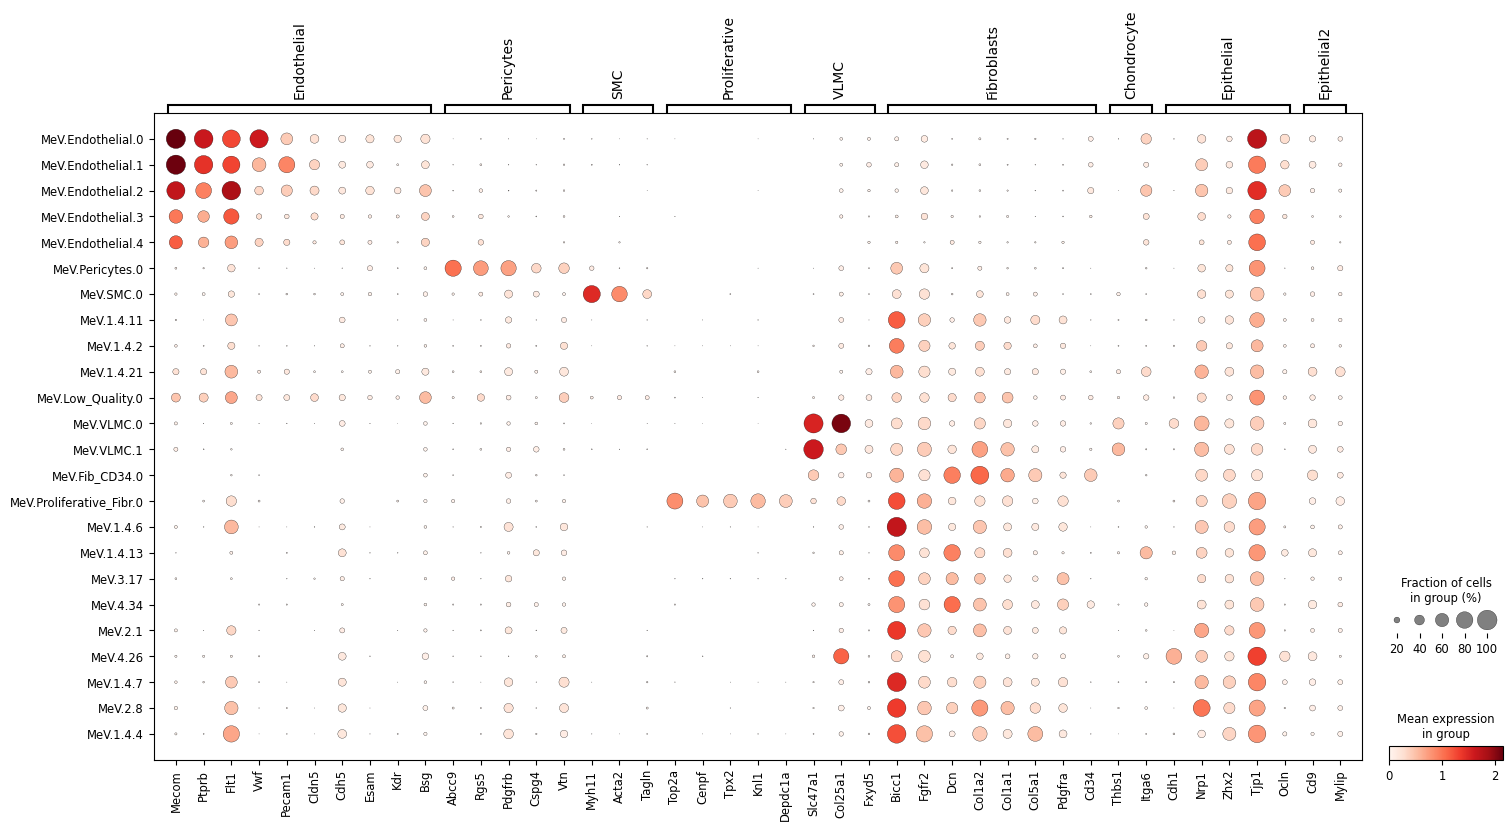 Endothelial
Pericytes
SMC
Proliferative
VLMC
Fibroblasts
Chondrocyte
Epithelial
Epithelial2
MeV.Endothelial.0
MeV.Endothelial.1
MeV.Endothelial.2
MeV.Endothelial.3
MeV.Endothelial.4
MeV.Pericytes.0
MeV.SMC.0
MeV.1.4.11
MeV.1.4.2
MeV.1.4.21
MeV.Low_Quality.0
MeV.VLMC.0
MeV.VLMC.1
MeV.Fib_CD34.0
MeV.Proliferative_Fibr.0
MeV.1.4.6
MeV.1.4.13
MeV.3.17
MeV.4.34
MeV.2.1
MeV.4.26
MeV.1.4.7
MeV.2.8
MeV.1.4.4
Mecom
Ptprb
Flt1
Vwf
Pecam1
Cldn5
Cdh5
Esam
Kdr
Bsg
Abcc9
Rgs5
Pdgfrb
Cspg4
Vtn
Myh11
Acta2
Tagln
Top2a
Cenpf
Tpx2
Knl1
Depdc1a
Slc47a1
Col25a1
Fxyd5
Bicc1
Fgfr2
Dcn
Col1a2
Col1a1
Col5a1
Pdgfra
Cd34
Thbs1
Itga6
Cdh1
Nrp1
Zhx2
Tjp1
Ocln
Cd9
Mylip
Fraction of cells
in group (%)
20 40 60 80 100
Mean expression
in group
0 1 2